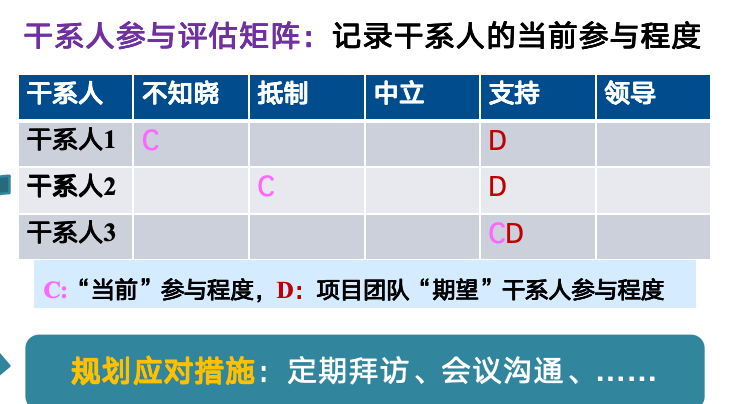 干系人参与评估矩阵：记录干系人的当前参与程度
干系人 不知晓 抵制 中立 支持 领导
干系人1 C D
干系人2 C D
干系人3 CD
C:“当前”参与程度，D：项目团队“期望”干系人参与程度
规划应对措施：定期拜访、会议沟通、……